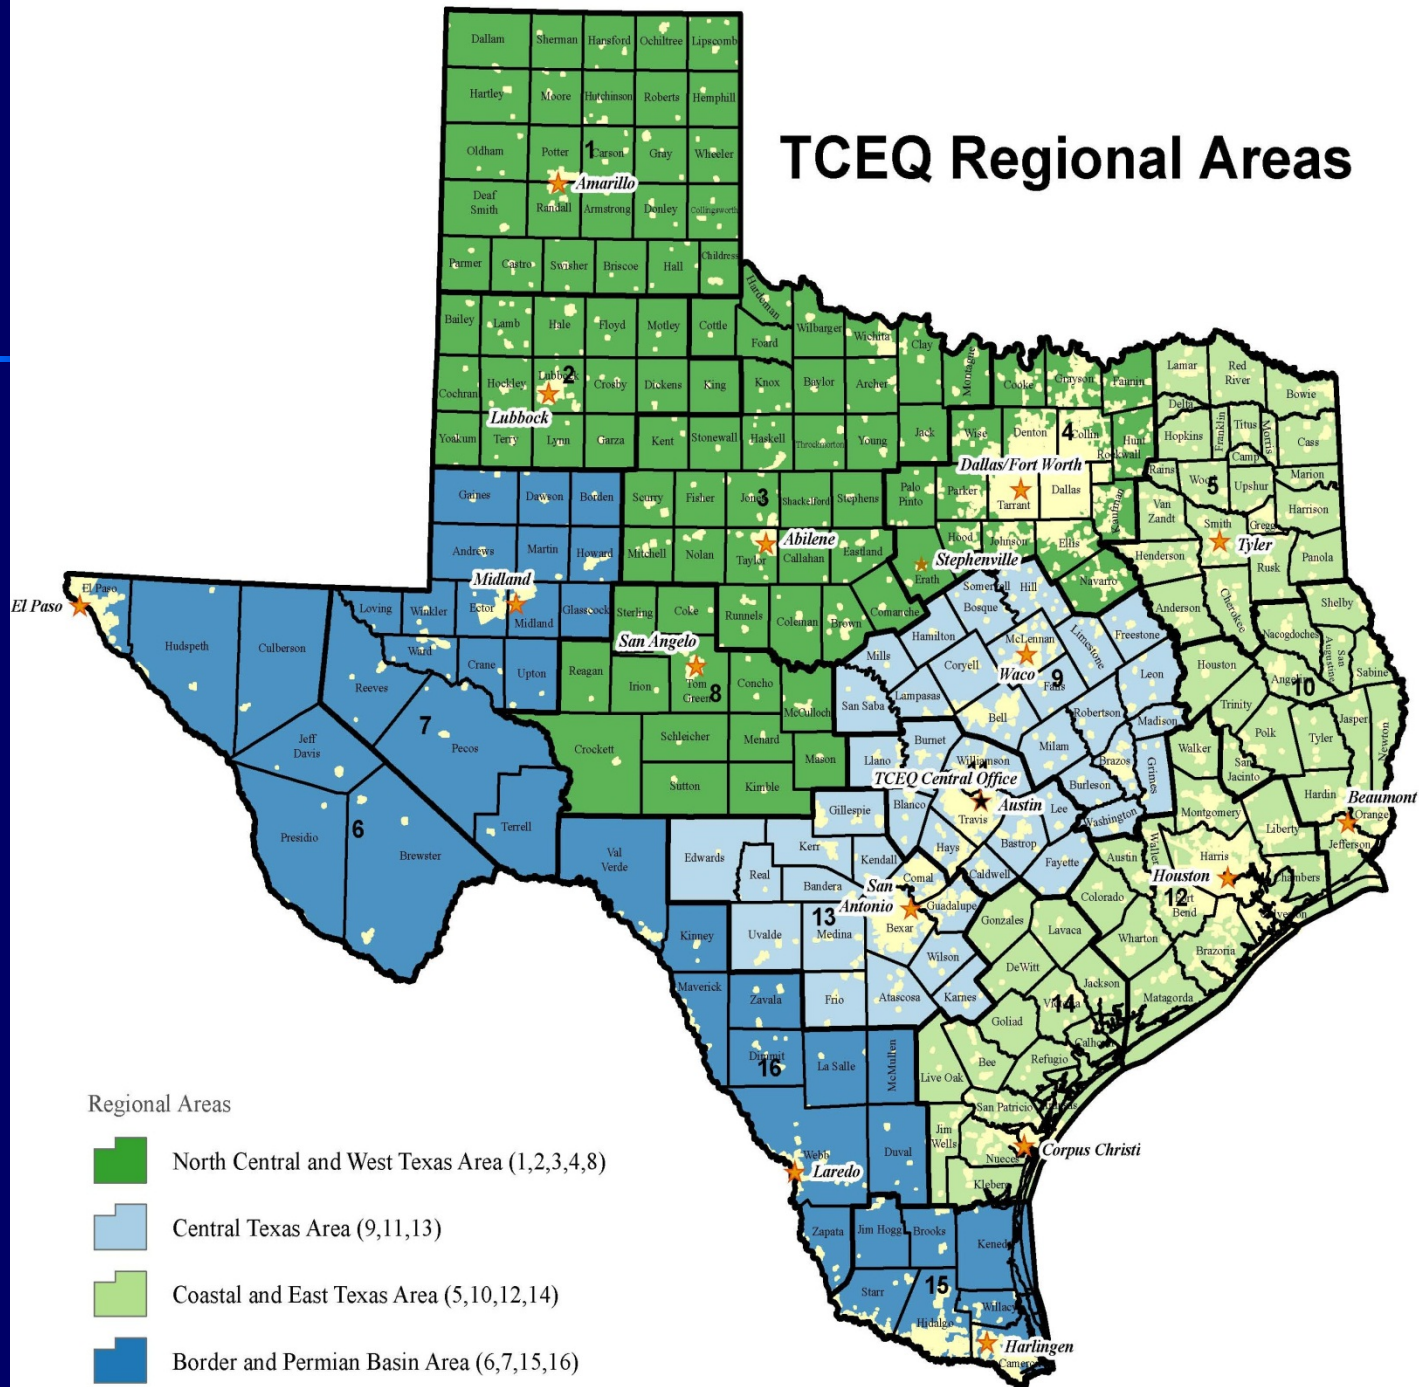 TCEQ Regional Areas
Dallam
Sherman
Hansford
Ochiltree
Lipscomb
Hartley
Moore
Hutchinson
Roberts
Hemphill
Oldham
Potter
1
Carson
Gray
Wheeler
Amarillo
Deaf
Smith
Randall
Armstrong
Donley
Collingsworth
Parmer
Castro
Swisher
Briscoe
Hall
Childress
Hardeman
Bailey
Lamb
Hale
Floyd
Motley
Cottle
Foard
Wilbarger
Wichita
Clay
Montague
Cooke
Grayson
Fannin
Lamar
Red
River
Bowie
Cochran
Hockley
Lubbock
2
Crosby
Dickens
King
Knox
Baylor
Archer
Lubbock
Yoakum
Terry
Lynn
Garza
Kent
Stonewall
Haskell
Throckmorton
Young
Jack
Wise
Denton
4
Collin
Hunt
Rockwall
Delta
Hopkins
Franklin
Titus
Morris
Cass
Camp
Rains
Wood
5
Upshur
Marion
Dallas/Fort Worth
Gaines
Dawson
Borden
Scurry
Fisher
Jones
3
Shackelford
Stephens
Palo
Pinto
Parker
Tarrant
Dallas
Kaufman
Van
Zandt
Smith
Gregg
Harrison
Tyler
Andrews
Martin
Howard
Mitchell
Nolan
Taylor
Abilene
Callahan
Eastland
Hood
Johnson
Ellis
Stephenville
Erath
Navarro
Henderson
Rusk
Panola
El Paso
El Paso
Midland
Loving
Winkler
Ector
Midland
Glasscock
Sterling
Coke
Runnels
Coleman
Brown
Comanche
Somervell
Hill
Bosque
Hamilton
McLennan
Limestone
Freestone
Anderson
Cherokee
Nacogdoches
Shelby
San
Augustine
Sabine
Hudspeth
Culberson
Ward
Crane
Upton
Reeves
Reagan
Irion
San Angelo
Tom
Green
8
Concho
McCulloch
Mills
Coryell
Waco
9
Falls
Leon
Houston
Angelina
10
San Saba
Lampasas
Bell
Robertson
Madison
Trinity
Polk
Tyler
Jasper
Newton
Jeff
Davis
7
Pecos
Crockett
Schleicher
Menard
Mason
Llano
Burnet
Williamson
Milam
Brazos
Grimes
Walker
San
Jacinto
Hardin
TCEQ Central Office
Austin
Travis
Sutton
Kimble
Gillespie
Blanco
Lee
Burleson
Washington
Montgomery
Liberty
Beaumont
Orange
Jefferson
Presidio
6
Brewster
Terrell
Val
Verde
Edwards
Real
Kerr
Kendall
Bandera
Hays
Bastrop
Fayette
Caldwell
Comal
Austin
Waller
Harris
Houston
Chambers
San
Antonio
Guadalupe
Gonzales
Colorado
12
Fort
Bend
Kinney
Uvalde
13
Medina
Bexar
Wilson
Lavaca
Wharton
Brazoria
Maverick
Zavala
Frio
Atascosa
Karnes
DeWitt
Jackson
Matagorda
14
Goliad
Dimmit
16
La Salle
McMullen
Live Oak
Bee
Refugio
San Patricio
Webb
Laredo
Duval
Jim
Wells
Nueces
Corpus Christi
Kleberg
Zapata
Jim Hogg
Brooks
Starr
15
Hidalgo
Willacy
Harlingen
Regional Areas
North Central and West Texas Area (1,2,3,4,8)
Central Texas Area (9,11,13)
Coastal and East Texas Area (5,10,12,14)
Border and Permian Basin Area (6,7,15,16)